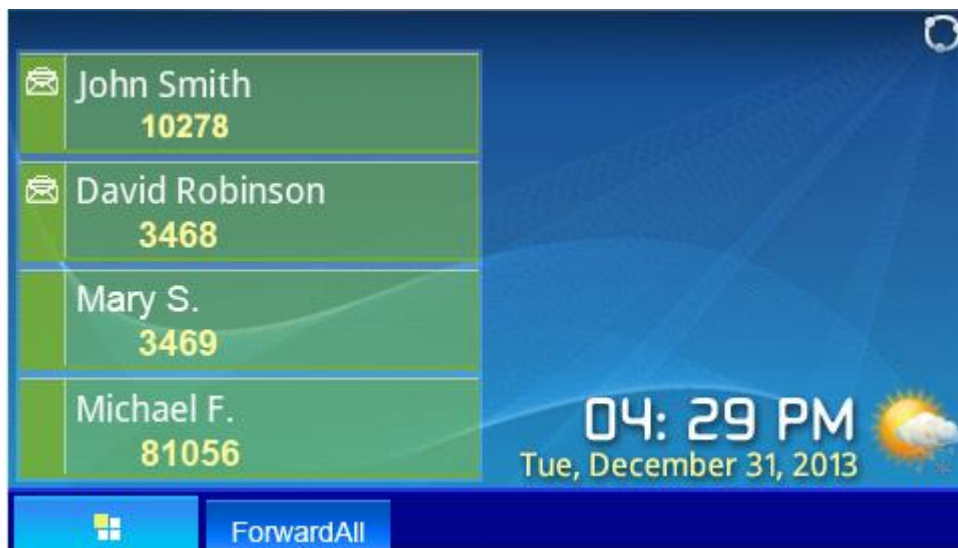 John Smith
10278
David Robinson
3468
Mary S.
3469
Michael F.
81056
04: 29 PM
Tue, December 31, 2013
ForwardAll